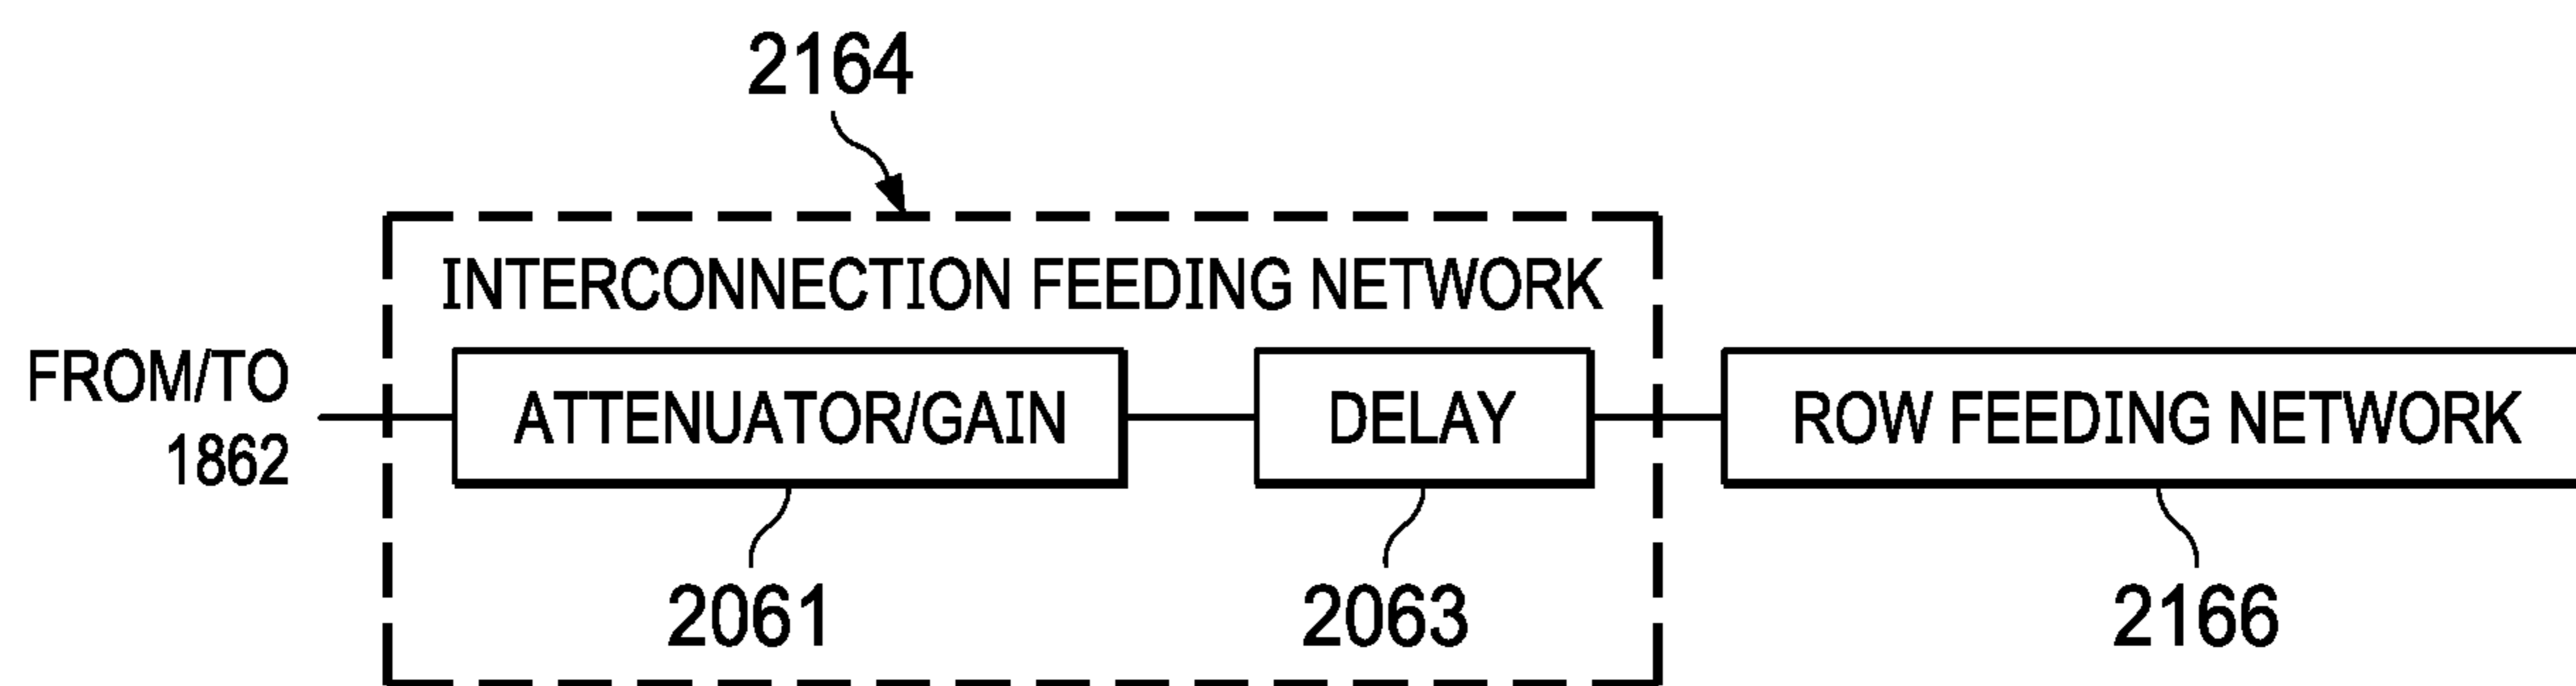 2164
INTERCONNECTION FEEDING NETWORK
FROM/TO
1862
ATTENUATOR/GAIN
DELAY
ROW FEEDING NETWORK
2061
2063
2166